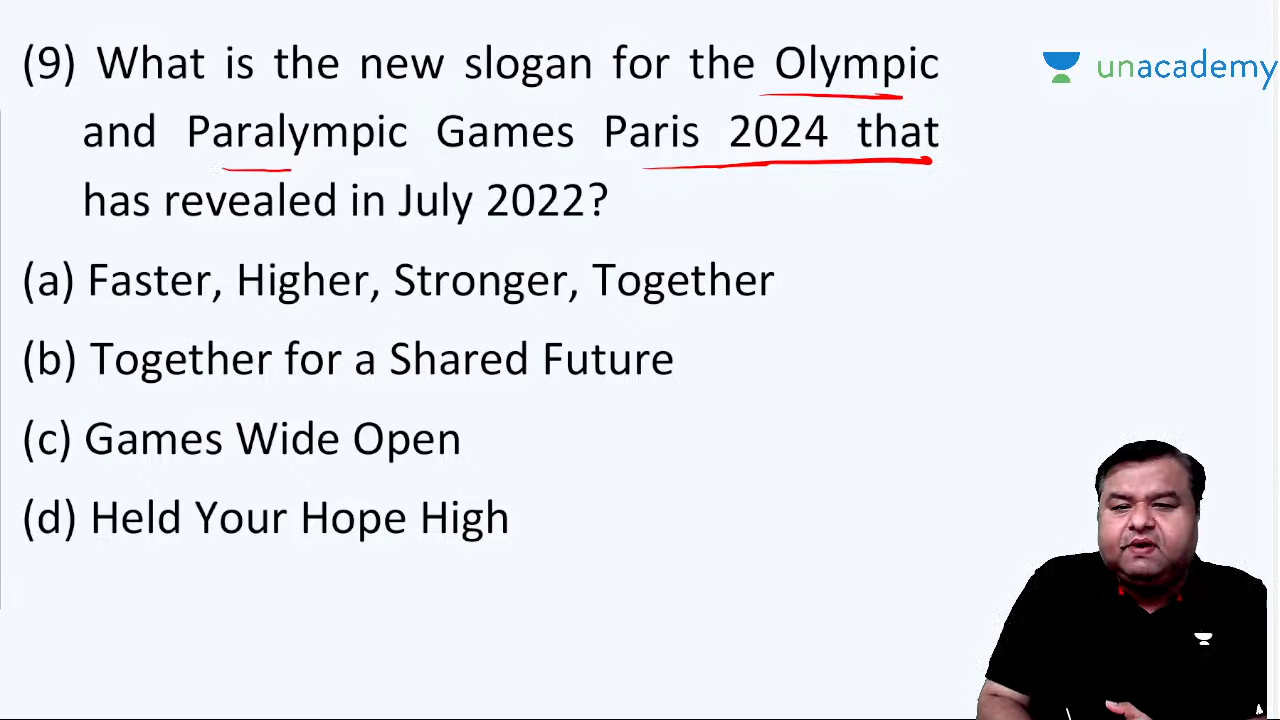 (9) What is the new slogan for the Olympic
and Paralympic Games Paris 2024 that
has revealed in July 2022?
(a) Faster, Higher, Stronger, Together
(b) Together for a Shared Future
(c) Games Wide Open
(d) Held Your Hope High
unacademy